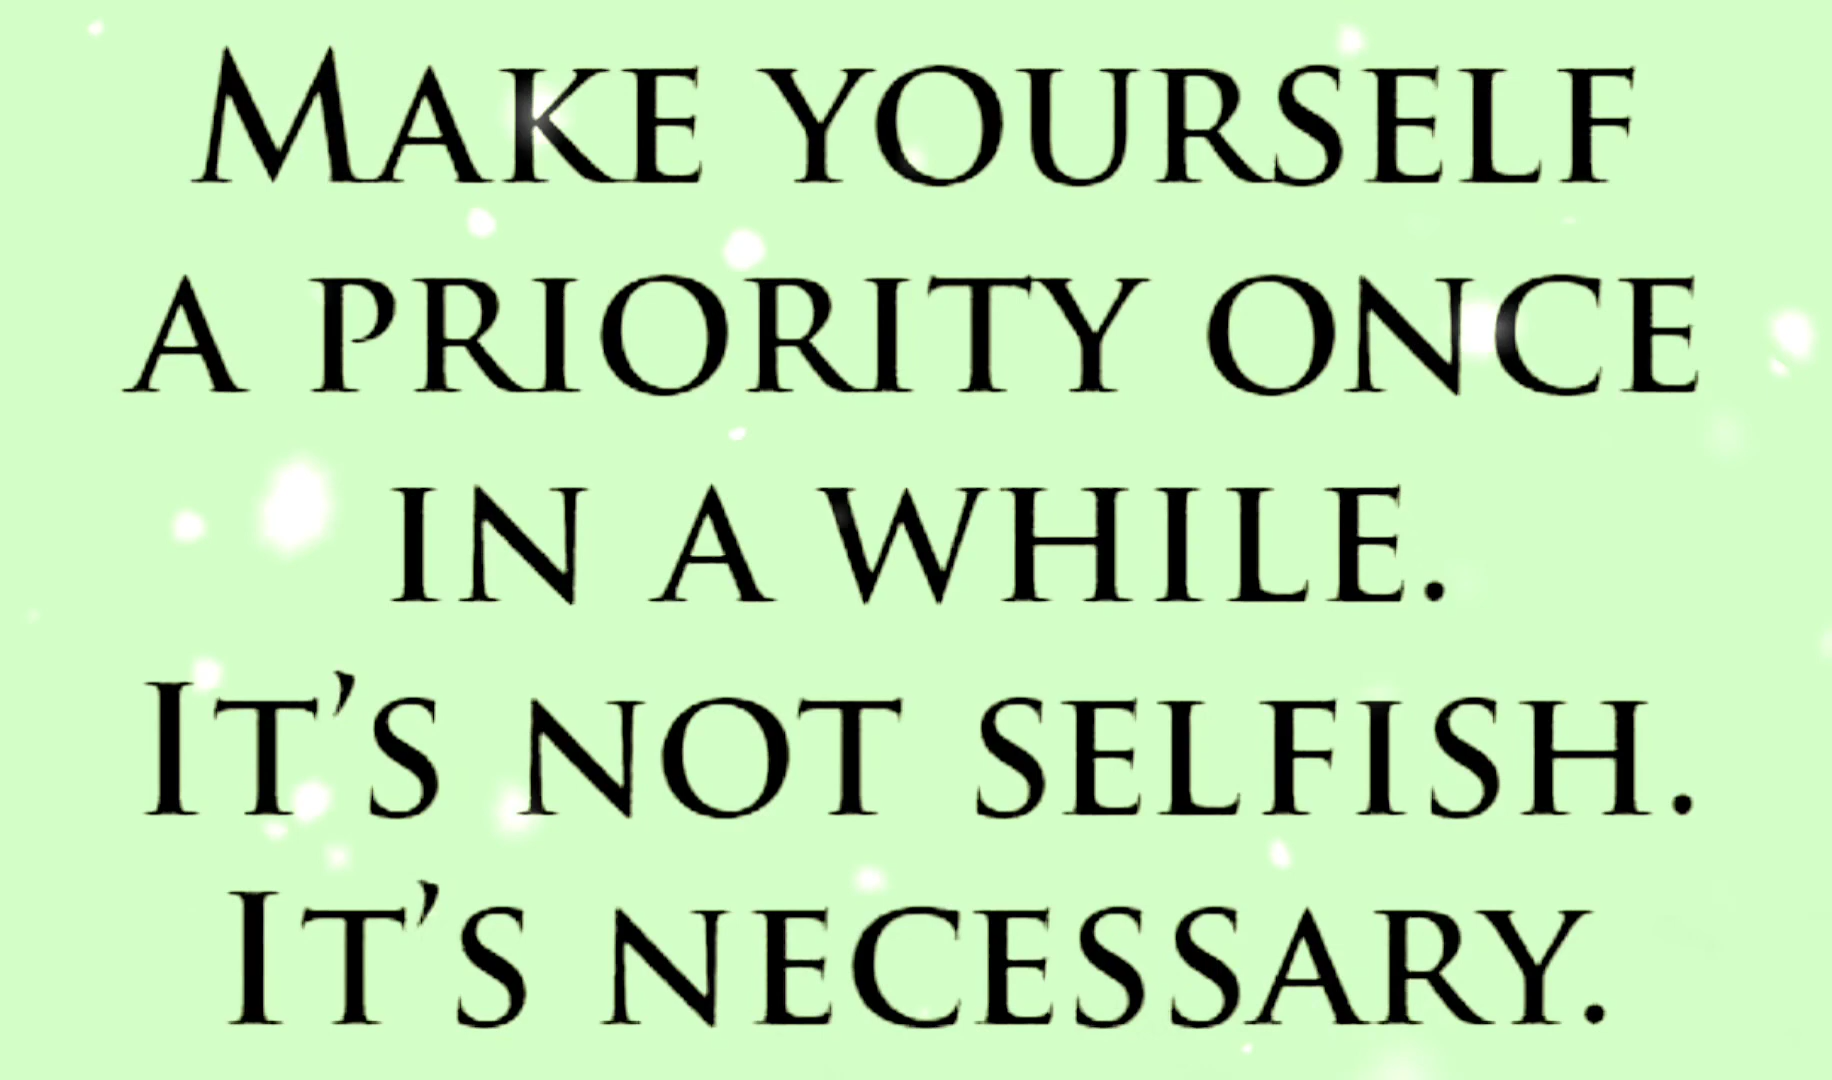 Make yourself
a priority once
in a while.
It’s not selfish.
It’s necessary.